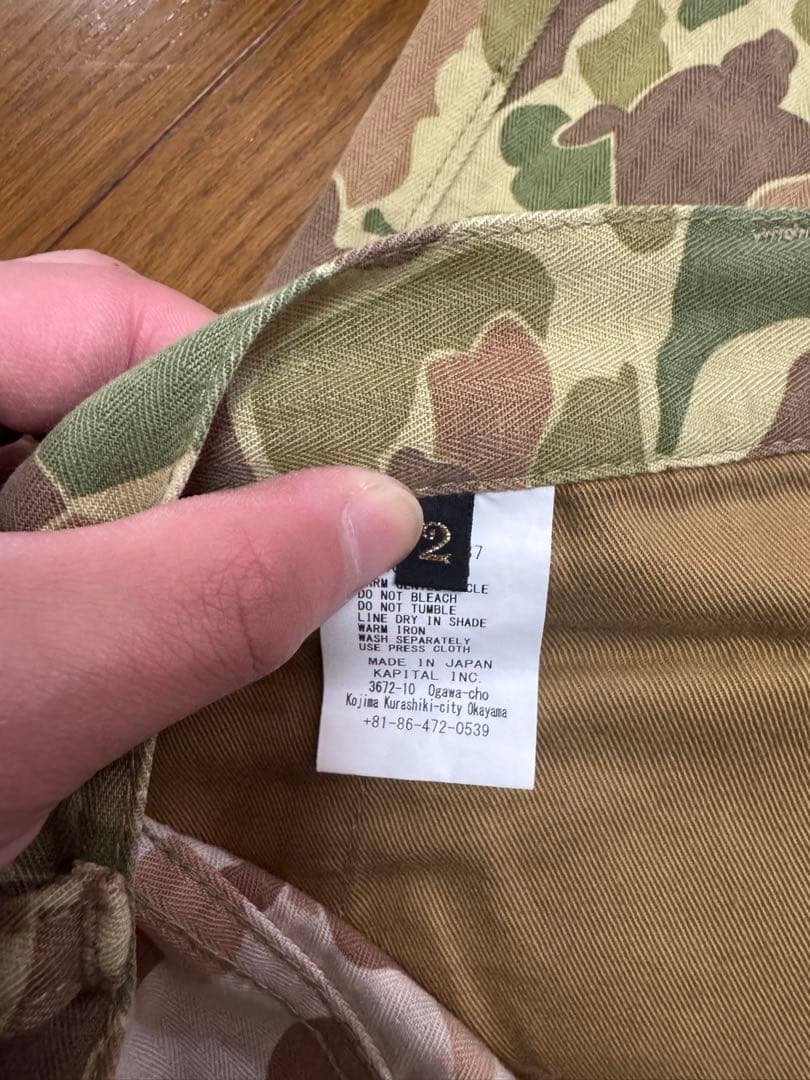 2
DO NOT BLEACH
DO NOT TUMBLE
LINE DRY IN SHADE
WARM IRON
WASH SEPARATELY
USE PRESS CLOTH
MADE IN JAPAN
KAPITAL INC.
3672-10 Ogawa-cho
Kojima Kurashiki-city Okayama
+81-86-472-0539